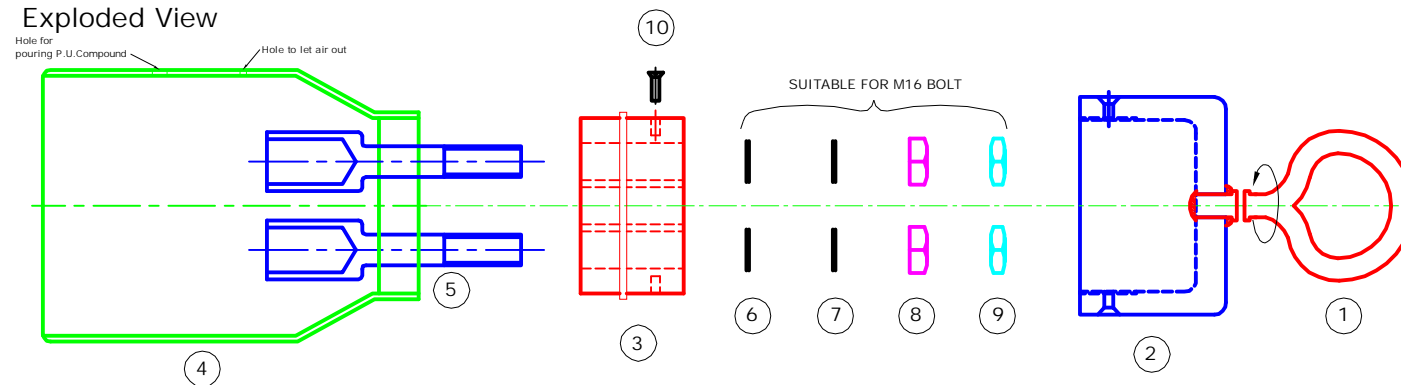 Exploded View
Hole for
pouring P.U.Compound
Hole to let air out
10
SUITABLE FOR M16 BOLT
5
6
7
8
9
1
3
2
4